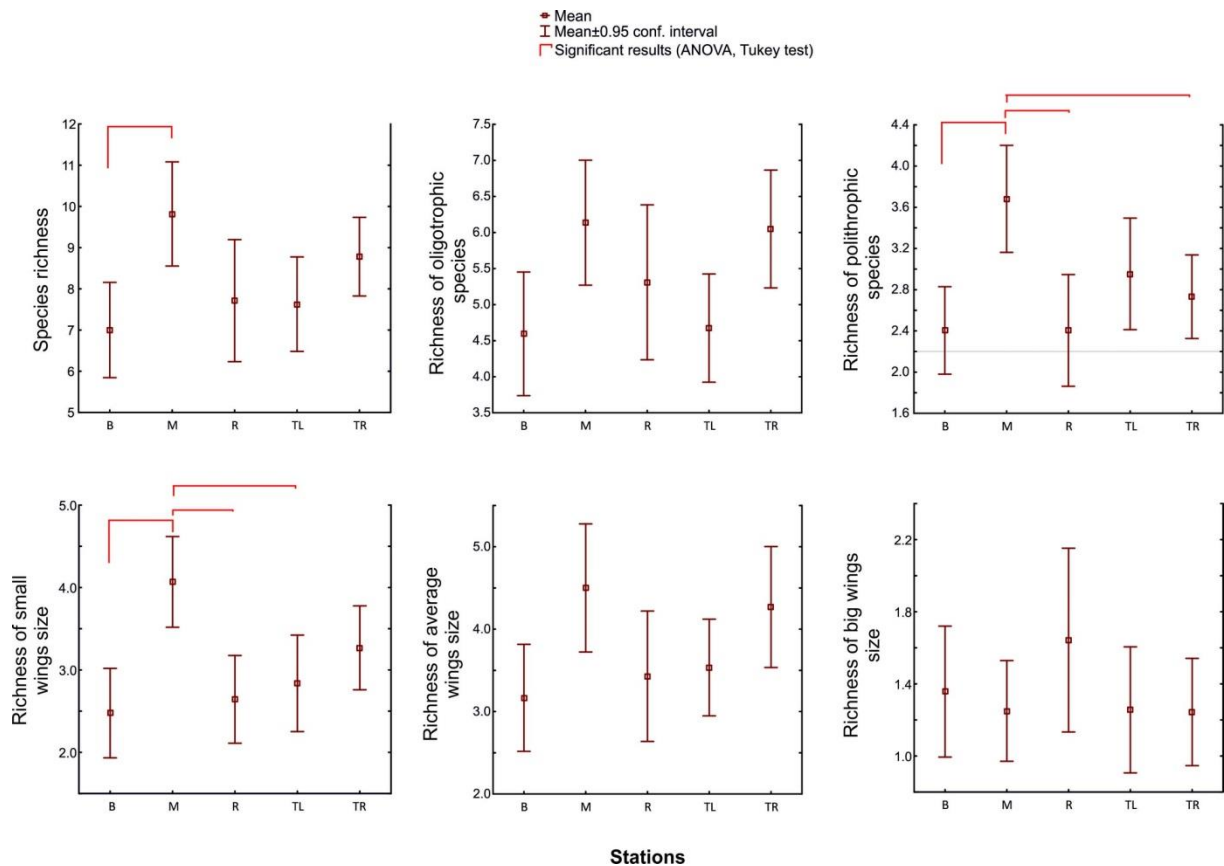 Mean
Mean±0.95 conf. interval
Significant results (ANOVA, Tukey test)
Species richness
12
11
10
9
8
7
6
5
B M R TL TR
Richness of oligotrophic
species
7.5
7.0
6.5
6.0
5.5
5.0
4.5
4.0
3.5
B M R TL TR
Richness of polithrophic
species
4.4
4.0
3.6
3.2
2.8
2.4
2.0
1.6
B M R TL TR
Richness of small
wings size
5.0
4.0
3.0
2.0
B M R TL TR
Richness of average
wings size
5.0
4.0
3.0
2.0
B M R TL TR
Richness of big wings
size
2.2
1.8
1.4
1.0
B M R TL TR
Stations